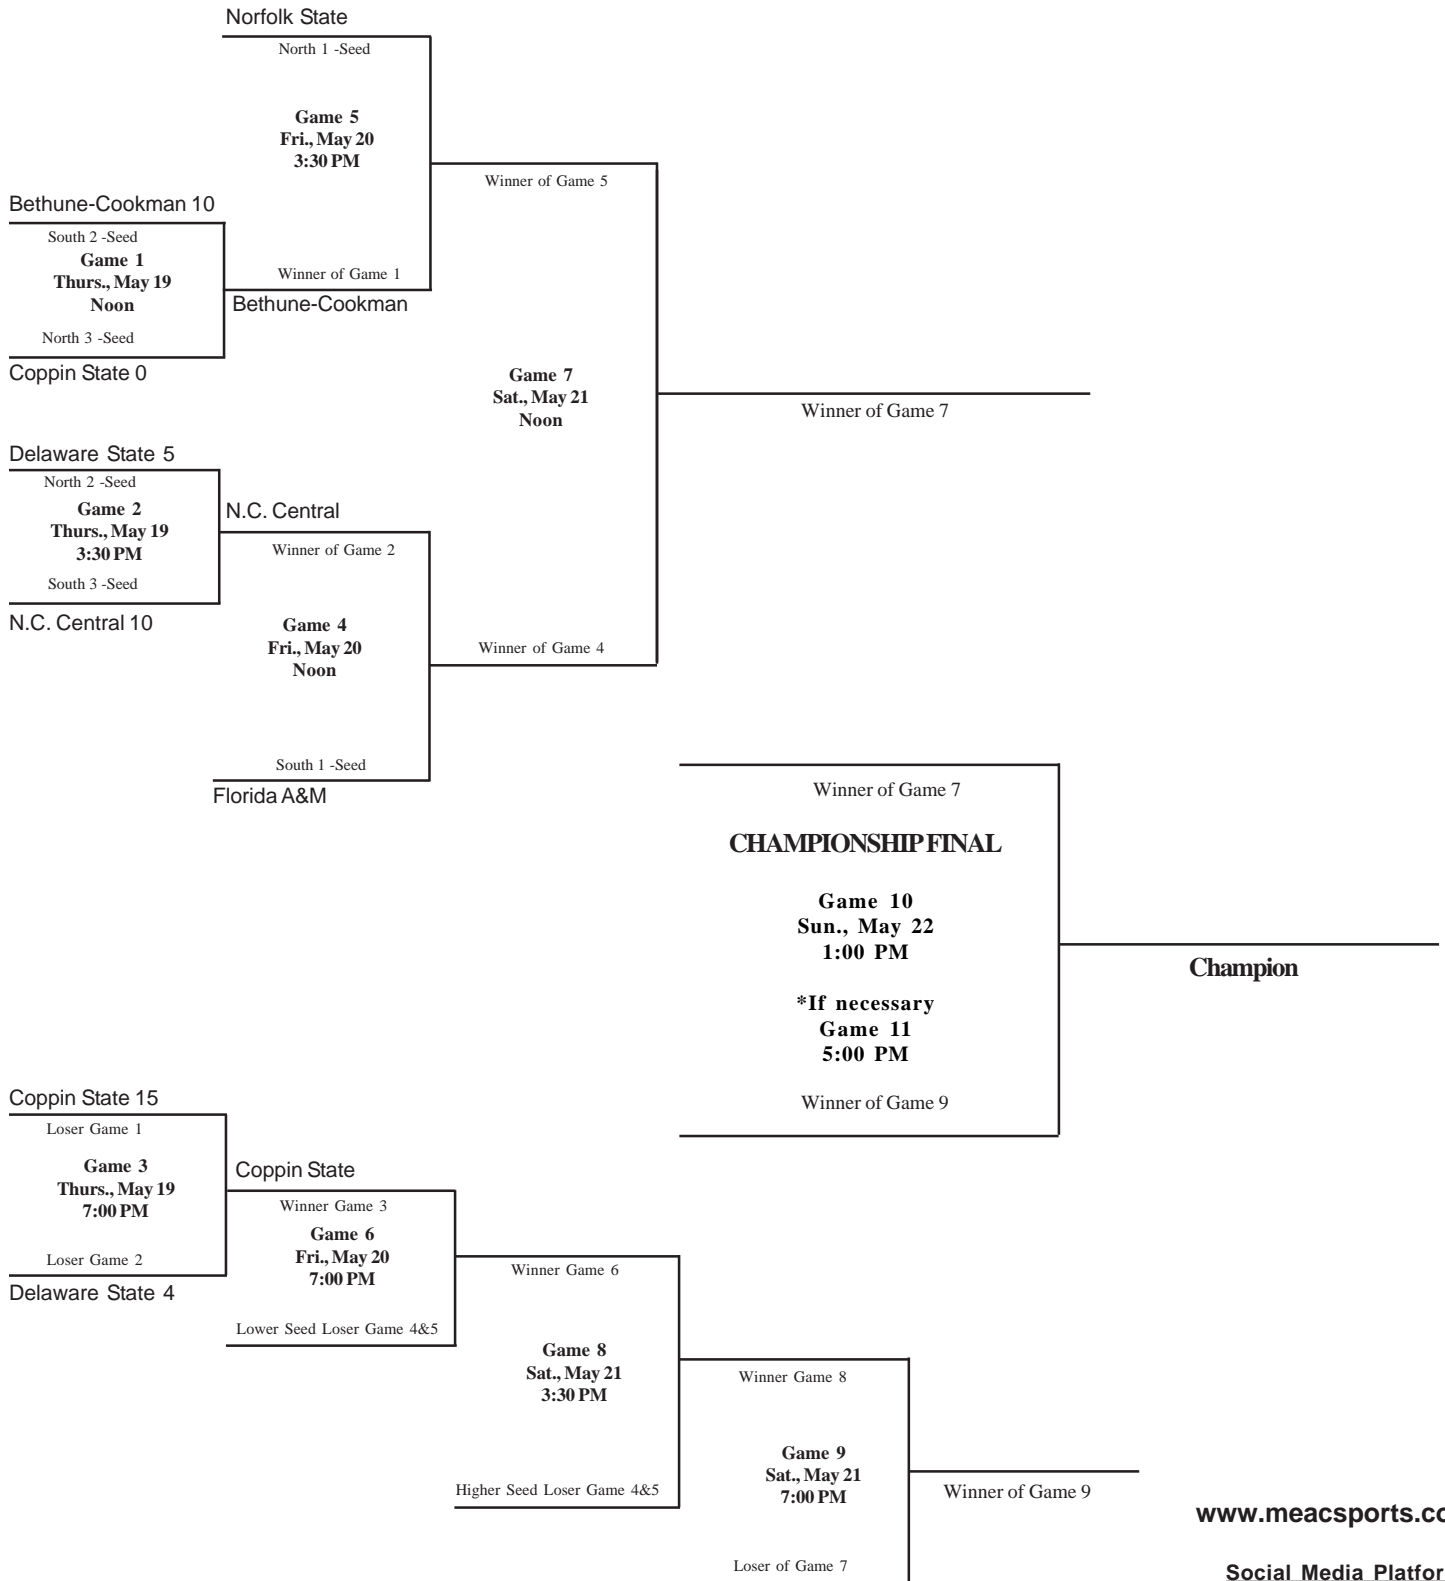 Norfolk State
North 1 -Seed
Game 5
Fri., May 20
3:30 PM
Winner of Game 5
Bethune-Cookman 10
South 2 -Seed
Game 1
Thurs., May 19
Noon
Winner of Game 1
Bethune-Cookman
North 3 -Seed
Coppin State 0
Game 7
Sat., May 21
Noon
Winner of Game 7
Delaware State 5
North 2 -Seed
Game 2
Thurs., May 19
3:30 PM
South 3 -Seed
N.C. Central 10
N.C. Central
Winner of Game 2
Game 4
Fri., May 20
Noon
Winner of Game 4
South 1 -Seed
Florida A&M
Winner of Game 7
CHAMPIONSHIP FINAL
Game 10
Sun., May 22
1:00 PM
*If necessary
Game 11
5:00 PM
Winner of Game 9
Champion
Coppin State 15
Loser Game 1
Game 3
Thurs., May 19
7:00 PM
Loser Game 2
Delaware State 4
Coppin State
Winner Game 3
Game 6
Fri., May 20
7:00 PM
Lower Seed Loser Game 4&5
Winner Game 6
Game 8
Sat., May 21
3:30 PM
Higher Seed Loser Game 4&5
Winner Game 8
Game 9
Sat., May 21
7:00 PM
Loser of Game 7
Winner of Game 9
www.meacsports.co
Social Media Platfor